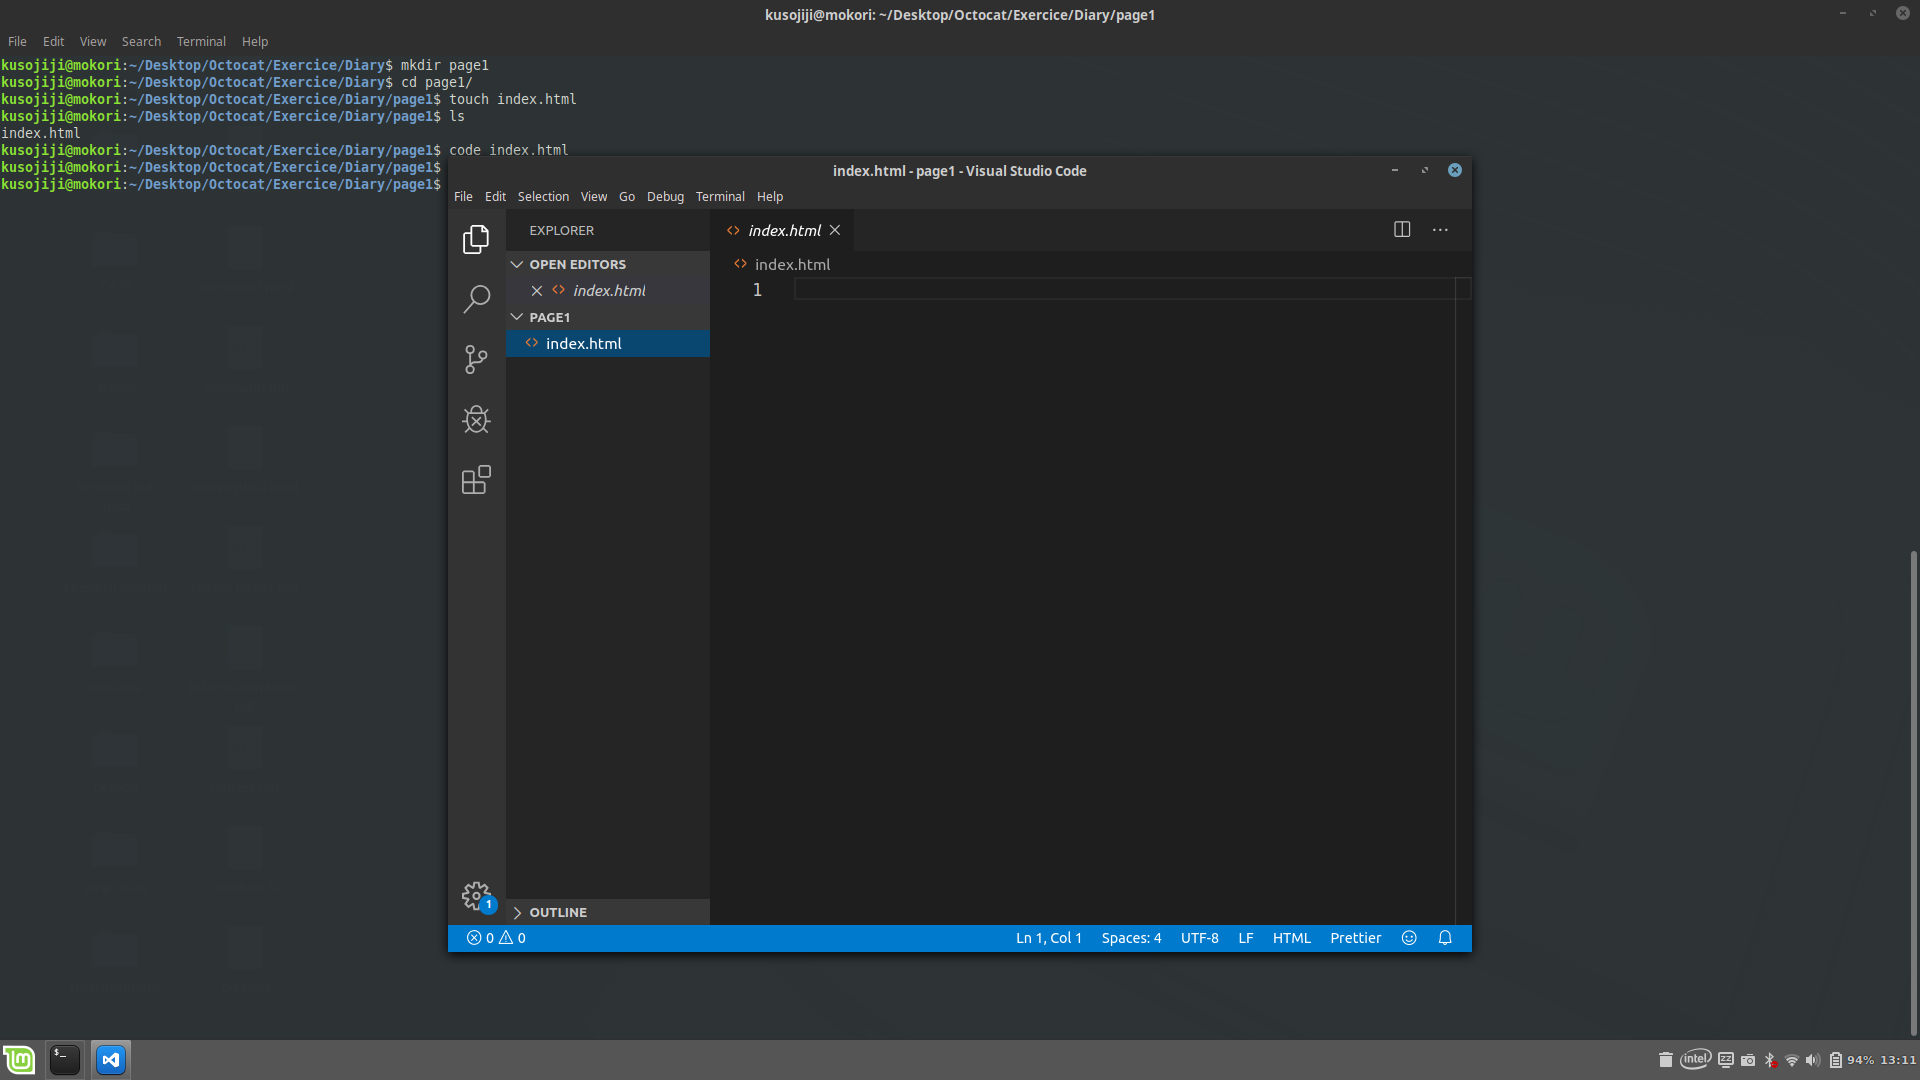 kusojiji@mokori: ~/Desktop/Octocat/Exercice/Diary/page1
File Edit View Search Terminal Help
kusojiji@mokori:~/Desktop/Octocat/Exercice/Diary$ mkdir page1
kusojiji@mokori:~/Desktop/Octocat/Exercice/Diary$ cd page1/
kusojiji@mokori:~/Desktop/Octocat/Exercice/Diary/page1$ touch index.html
kusojiji@mokori:~/Desktop/Octocat/Exercice/Diary/page1$ ls
index.html
kusojiji@mokori:~/Desktop/Octocat/Exercice/Diary/page1$ code index.html
kusojiji@mokori:~/Desktop/Octocat/Exercice/Diary/page1$
kusojiji@mokori:~/Desktop/Octocat/Exercice/Diary/page1$
index.html - page1 - Visual Studio Code
File Edit Selection View Go Debug Terminal Help
EXPLORER
OPEN EDITORS
index.html
PAGE1
index.html
OUTLINE
index.html
index.html
1
1
0 0
Ln 1, Col 1 Spaces: 4 UTF-8 LF HTML Prettier
$_
intel
zz
94% 13:11